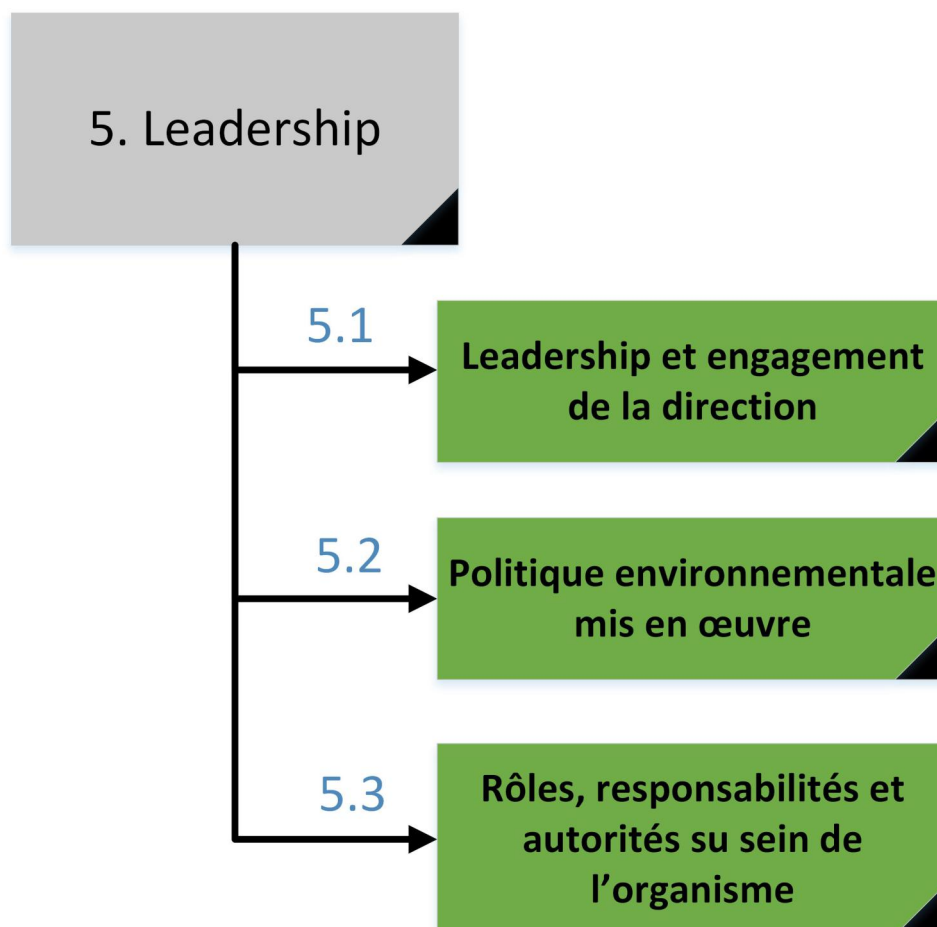 5. Leadership
5.1
Leadership et engagement
de la direction
5.2
Politique environnementale
mis en œuvre
5.3
Rôles, responsabilités et
autorités su sein de
l’organisme